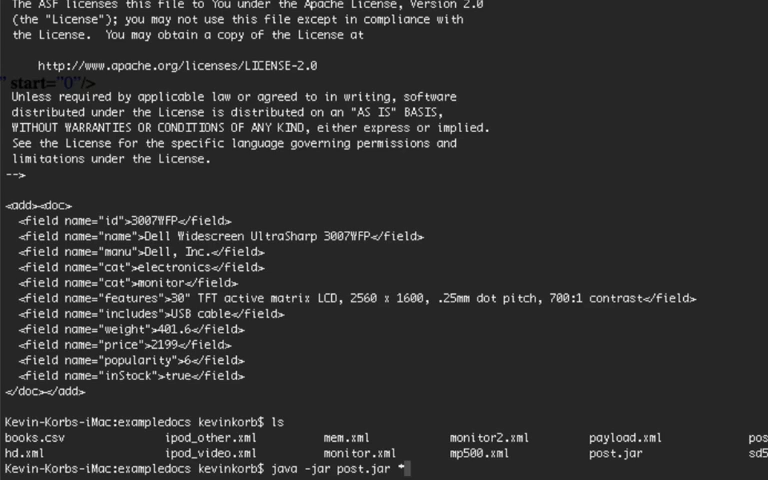 The ASF licenses this file to You under the Apache License, Version 2.0
(the "License"); you may not use this file except in compliance with
the License.  You may obtain a copy of the License at
http://www.apache.org/licenses/LICENSE-2.0
" start="0"/>
Unless required by applicable law or agreed to in writing, software
distributed under the License is distributed on an "AS IS" BASIS,
WITHOUT WARRANTIES OR CONDITIONS OF ANY KIND, either express or implied.
See the License for the specific language governing permissions and
limitations under the License.
-->
<add><doc>
<field name="id">3007WFP</field>
<field name="name">Dell Widescreen UltraSharp 3007WFP</field>
<field name="manu">Dell, Inc.</field>
<field name="cat">electronics</field>
<field name="cat">monitor</field>
<field name="features">30" TFT active matrix LCD, 2560 x 1600, .25mm dot pitch, 700:1 contrast</field>
<field name="includes">USB cable</field>
<field name="weight">401.6</field>
<field name="price">2199</field>
<field name="popularity">6</field>
<field name="inStock">true</field>
</doc></add>
Kevin-Korbs-iMac:exampledocs kevinkorb$ ls
books.csv ipod_other.xml mem.xml monitor2.xml payload.xml pos
hd.xml ipod_video.xml monitor.xml mp500.xml post.jar sd5
Kevin-Korbs-iMac:exampledocs kevinkorb$ java -jar post.jar *